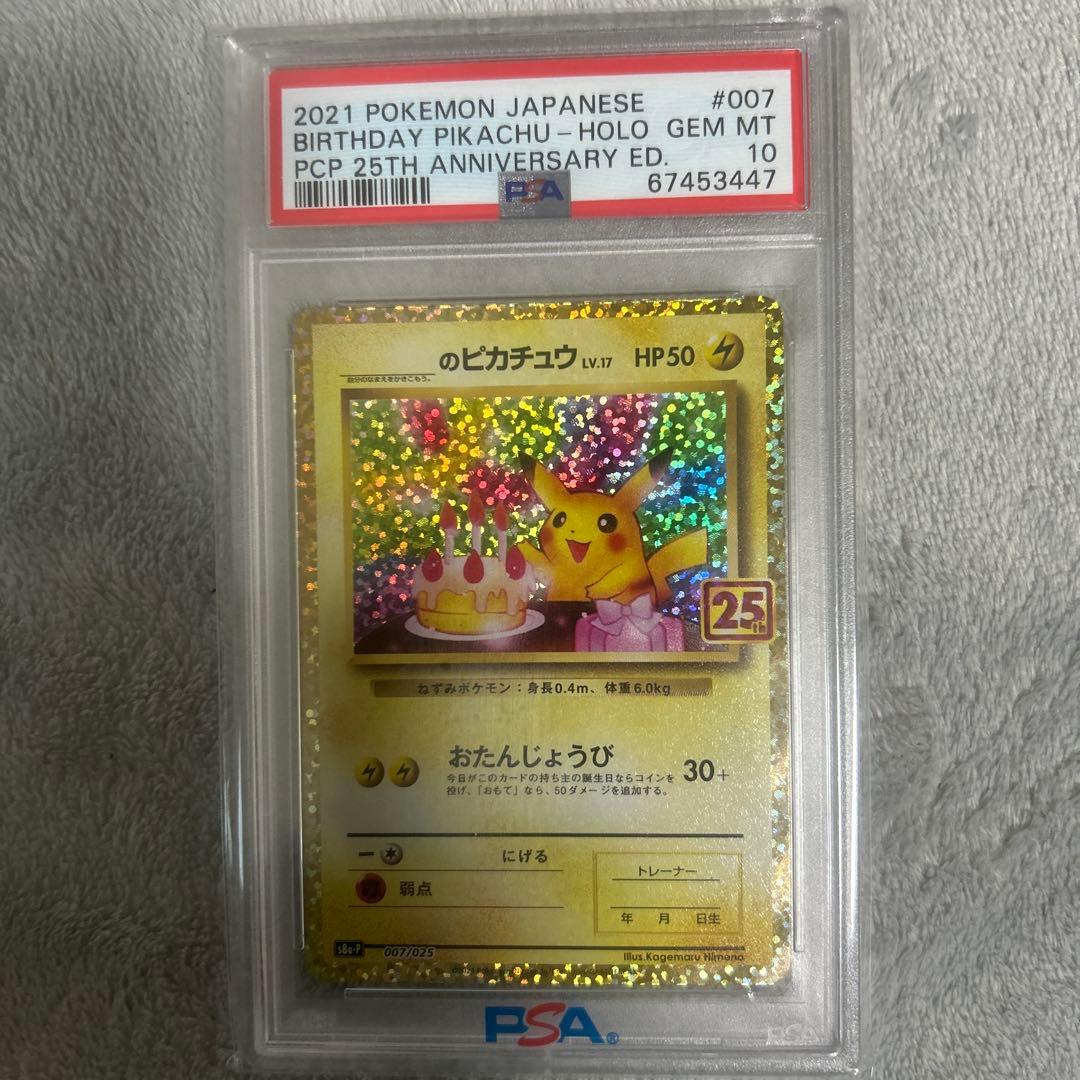 2021 POKEMON JAPANESE #007
BIRTHDAY PIKACHU-HOLO GEM MT
PCP 25TH ANNIVERSARY ED. 10
67453447
PSA
のピカチュウ LV.17 HP50
自分のなまえをかきこもう。
25th
ねずみポケモン：身長0.4m、体重6.0kg
おたんじょうび
30+
今日がこのカードの持ち主の誕生日ならコインを
投げ、「おもて」なら、50ダメージを追加する。
にげる
弱点
トレーナー
年 月 日生
s8a-P 007/025
Illus.Kagemaru Himeno
PSA®